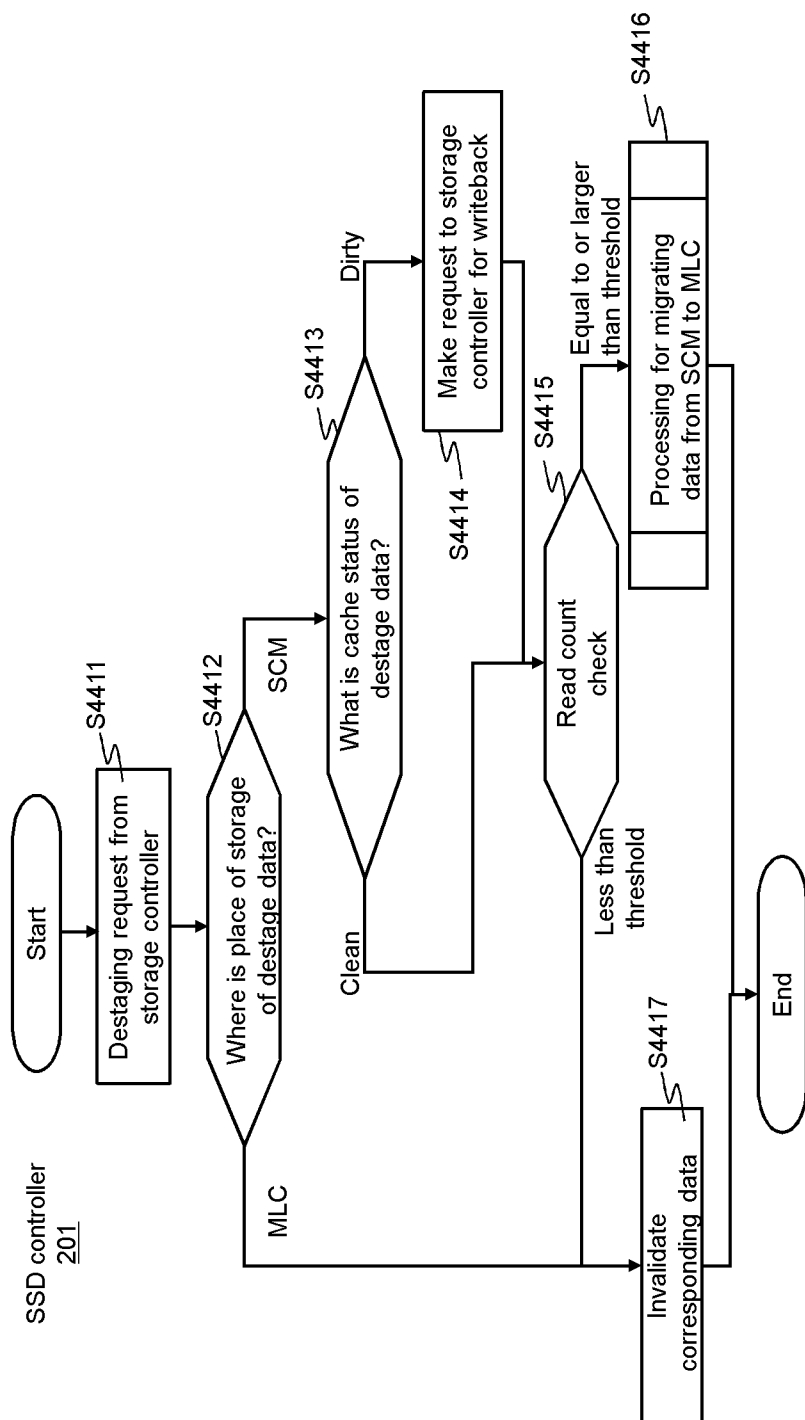 SSD controller
201
Start
S4411
Destaging request from
storage controller
S4412
Where is place of storage
of destage data?
MLC
SCM
S4413
What is cache status of
destage data?
Clean
Dirty
S4414
Make request to storage
controller for writeback
S4415
Read count
check
Less than
threshold
Equal to or larger
than threshold
S4416
Processing for migrating
data from SCM to MLC
S4417
Invalidate
corresponding data
End